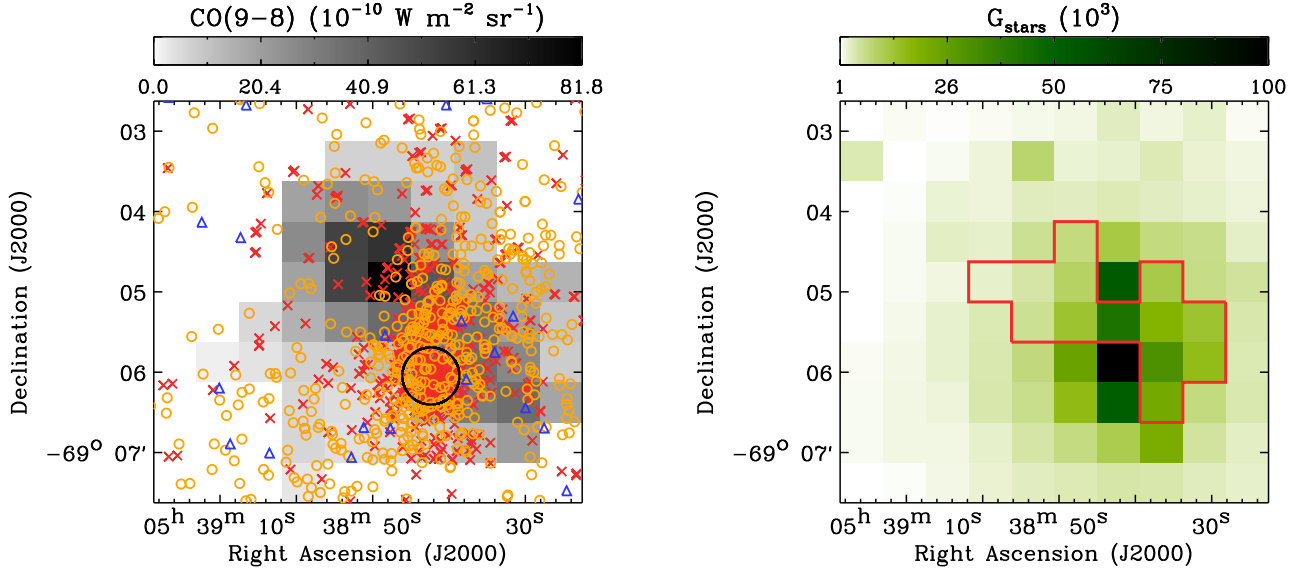 CO(9−8) (10⁻¹⁰ W m⁻² sr⁻¹)
0.0 20.4 40.9 61.3 81.8
03
04
05
06
−69° 07′
Declination (J2000)
05ʰ 39ᵐ 10ˢ 38ᵐ 50ˢ 30ˢ
Right Ascension (J2000)
G_stars (10³)
1 26 50 75 100
03
04
05
06
−69° 07′
Declination (J2000)
05ʰ 39ᵐ 10ˢ 38ᵐ 50ˢ 30ˢ
Right Ascension (J2000)